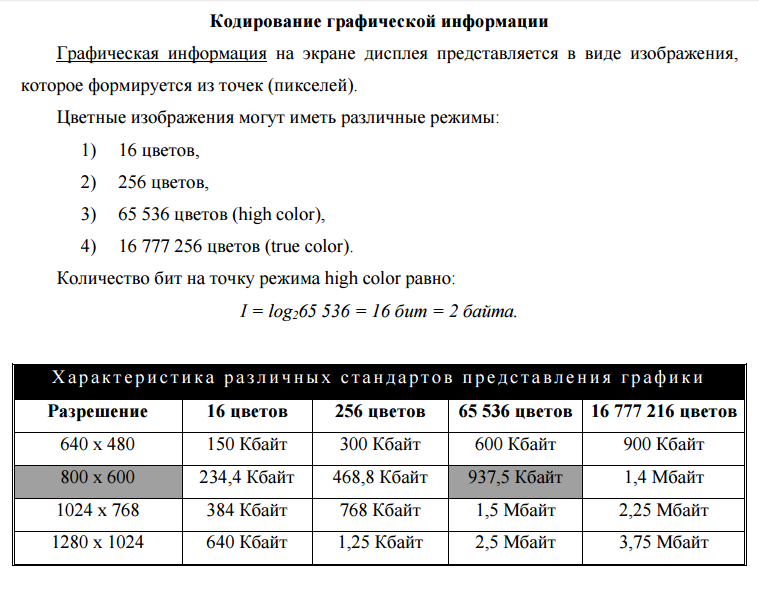 Кодирование графической информации
Графическая информация на экране дисплея представляется в виде изображения,
которое формируется из точек (пикселей).
Цветные изображения могут иметь различные режимы:
1) 16 цветов,
2) 256 цветов,
3) 65 536 цветов (high color),
4) 16 777 256 цветов (true color).
Количество бит на точку режима high color равно:
I = log₂65 536 = 16 бит = 2 байта.
Характеристика различных стандартов представления графики
Разрешение 16 цветов 256 цветов 65 536 цветов 16 777 216 цветов
640 x 480 150 Кбайт 300 Кбайт 600 Кбайт 900 Кбайт
800 x 600 234,4 Кбайт 468,8 Кбайт 937,5 Кбайт 1,4 Мбайт
1024 x 768 384 Кбайт 768 Кбайт 1,5 Мбайт 2,25 Мбайт
1280 x 1024 640 Кбайт 1,25 Кбайт 2,5 Мбайт 3,75 Мбайт